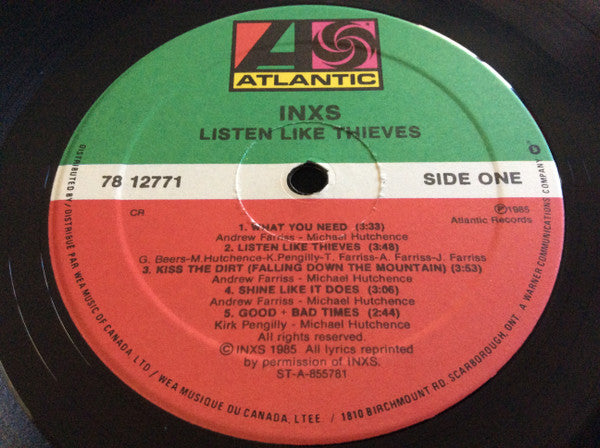 ATLANTIC
INXS
LISTEN LIKE THIEVES
78 12771
SIDE ONE
CR
Ⓟ1985
Atlantic Records
1. WHAT YOU NEED (3:33)
Andrew Farriss - Michael Hutchence
2. LISTEN LIKE THIEVES (3:48)
G. Beers-M.Hutchence-K.Pengilly-T. Farriss-A. Farriss-J. Farriss
3. KISS THE DIRT (FALLING DOWN THE MOUNTAIN) (3:53)
Andrew Farriss - Michael Hutchence
4. SHINE LIKE IT DOES (3:06)
Andrew Farriss - Michael Hutchence
5. GOOD + BAD TIMES (2:44)
Kirk Pengilly - Michael Hutchence
All rights reserved.
©INXS 1985 All lyrics reprinted
by permission of INXS.
ST-A-855781
DISTRIBUTED BY/DISTRIBUÉ PAR WEA MUSIC OF CANADA, LTD / WEA MUSIQUE DU CANADA, LTEE. / 1810 BIRCHMOUNT RD. SCARBOROUGH, ONT. A WARNER COMMUNICATIONS COMPANY